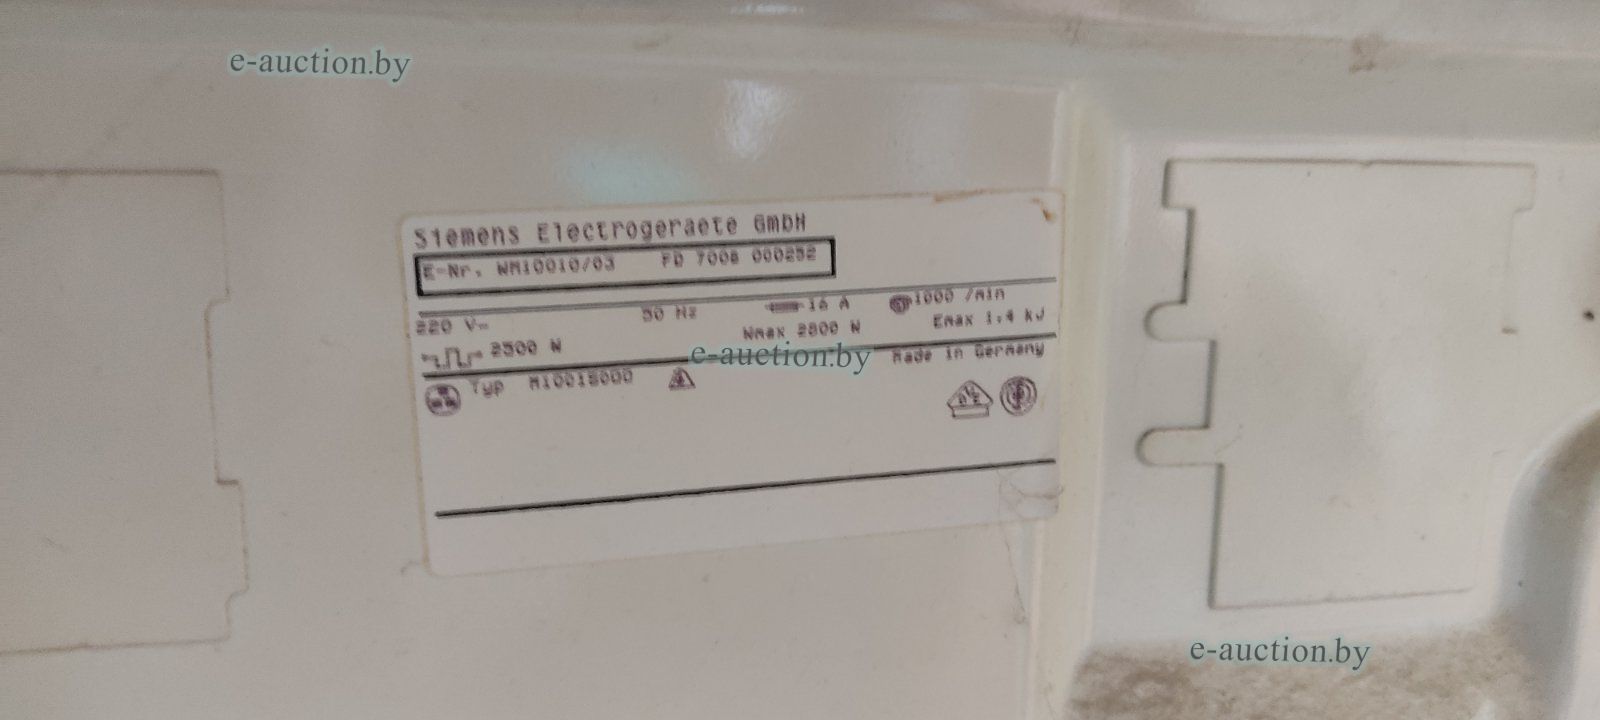 e-auction.by
Siemens Electrogeraete GmbH
E-Nr. WM10010/03 FD 7008 000252
220 V~ 50 Hz 16 A 1000 /min
2500 W Wmax 2800 W Emax 1,4 kJ
e-auction.by
Made in Germany
Typ
e-auction.by